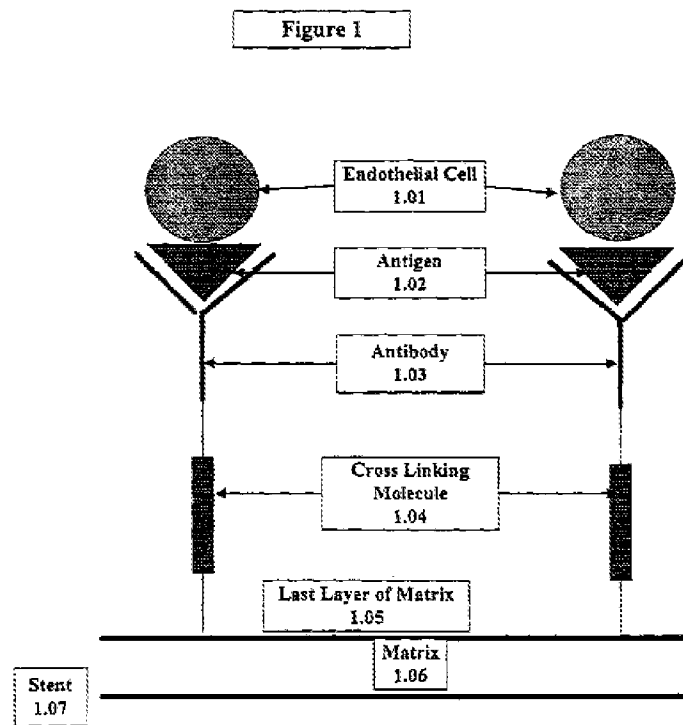 Figure 1
Endothelial Cell
1.01
Antigen
1.02
Antibody
1.03
Cross Linking
Molecule
1.04
Last Layer of Matrix
1.05
Matrix
1.06
Stent
1.07